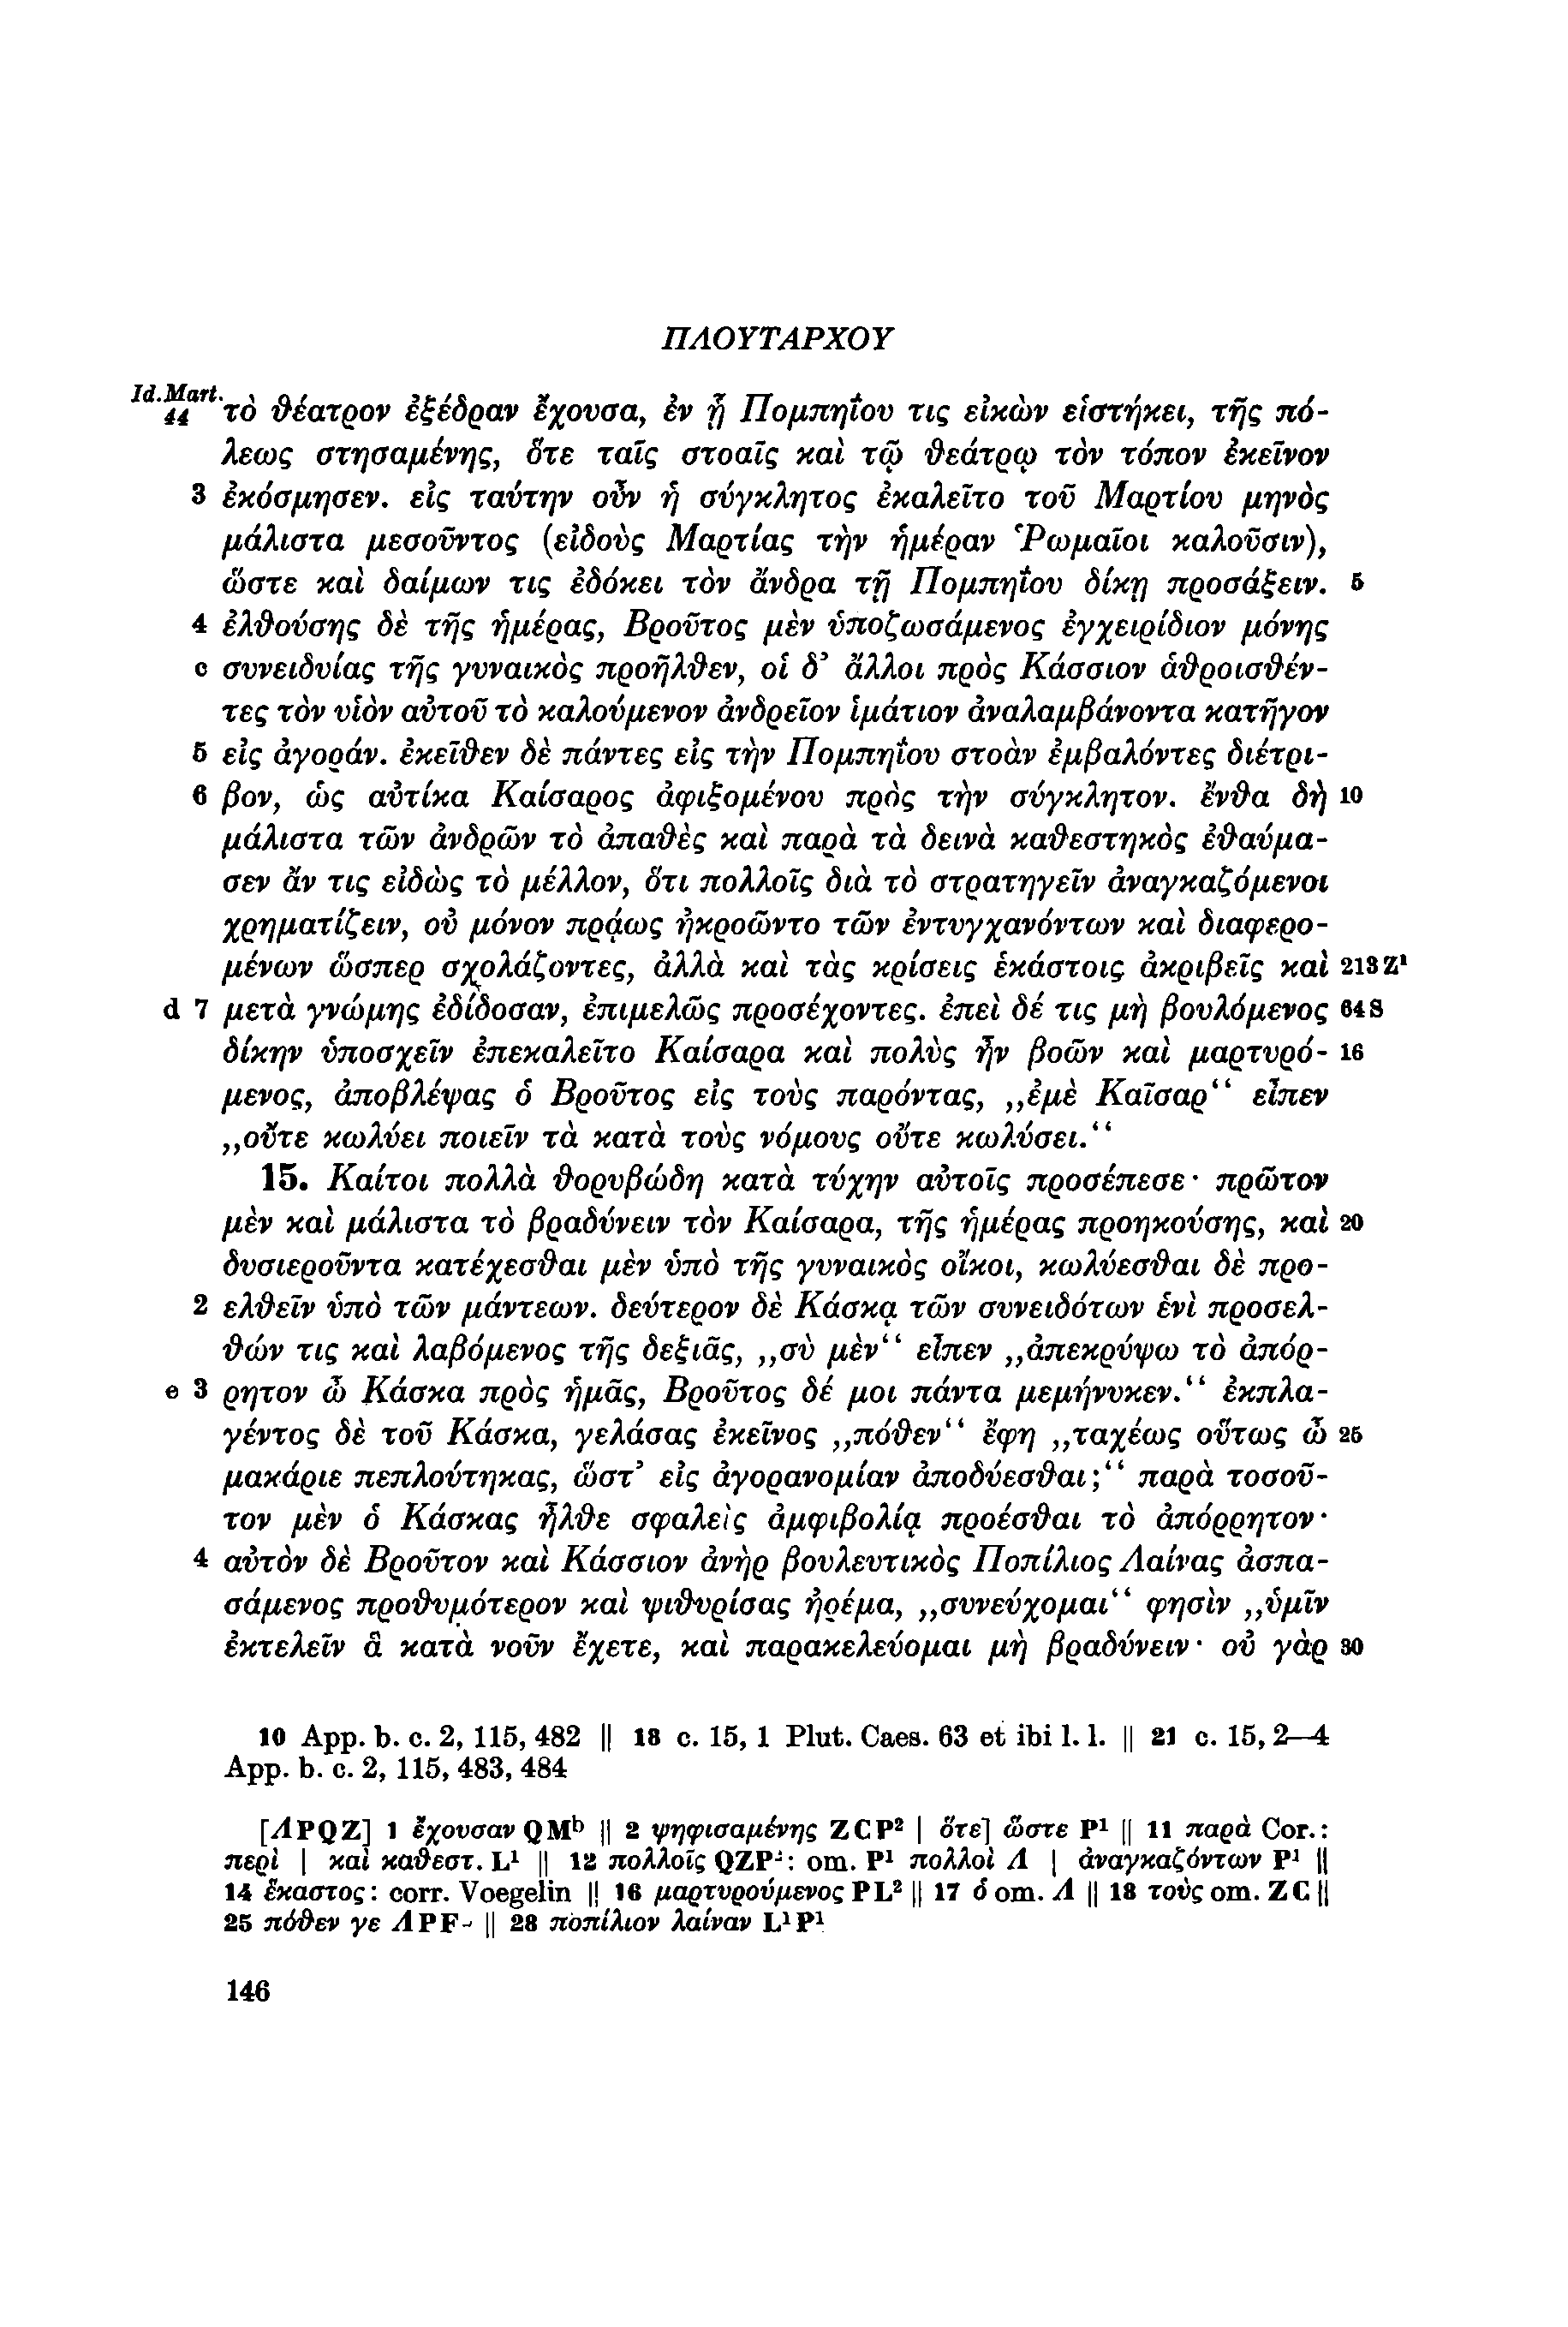 ΠΛΟΥΤΑΡΧΟΥ
Id.Mart. 44 τὸ θέατρον ἐξέδραν ἔχουσα, ἐν ᾗ Πομπηΐου τις εἰκὼν εἱστήκει, τῆς πό-
λεως στησαμένης, ὅτε ταῖς στοαῖς καὶ τῷ θεάτρῳ τὸν τόπον ἐκεῖνον
3 ἐκόσμησεν. εἰς ταύτην οὖν ἡ σύγκλητος ἐκαλεῖτο τοῦ Μαρτίου μηνὸς
μάλιστα μεσοῦντος (εἰδοὺς Μαρτίας τὴν ἡμέραν Ῥωμαῖοι καλοῦσιν),
ὥστε καὶ δαίμων τις ἐδόκει τὸν ἄνδρα τῇ Πομπηΐου δίκῃ προσάξειν. 5
4 ἐλθούσης δὲ τῆς ἡμέρας, Βροῦτος μὲν ὑποζωσάμενος ἐγχειρίδιον μόνης
c συνειδυίας τῆς γυναικὸς προῆλθεν, οἱ δ’ ἄλλοι πρὸς Κάσσιον ἁθροισθέν-
τες τὸν υἱὸν αὐτοῦ τὸ καλούμενον ἀνδρεῖον ἱμάτιον ἀναλαμβάνοντα κατῆγον
5 εἰς ἀγοράν. ἐκεῖθεν δὲ πάντες εἰς τὴν Πομπηΐου στοὰν ἐμβαλόντες διέτρι-
6 βον, ὡς αὐτίκα Καίσαρος ἀφιξομένου πρὸς τὴν σύγκλητον. ἔνθα δὴ 10
μάλιστα τῶν ἀνδρῶν τὸ ἀπαθὲς καὶ παρὰ τὰ δεινὰ καθεστηκὸς ἐθαύμα-
σεν ἄν τις εἰδὼς τὸ μέλλον, ὅτι πολλοῖς διὰ τὸ στρατηγεῖν ἀναγκαζόμενοι
χρηματίζειν, οὐ μόνον πρᾴως ἠκροῶντο τῶν ἐντυγχανόντων καὶ διαφερο-
μένων ὥσπερ σχολάζοντες, ἀλλὰ καὶ τὰς κρίσεις ἑκάστοις ἀκριβεῖς καὶ 213 Z¹
d 7 μετὰ γνώμης ἐδίδοσαν, ἐπιμελῶς προσέχοντες. ἐπεὶ δέ τις μὴ βουλόμενος 64 S
δίκην ὑποσχεῖν ἐπεκαλεῖτο Καίσαρα καὶ πολὺς ἦν βοῶν καὶ μαρτυρό- 16
μενος, ἀποβλέψας ὁ Βροῦτος εἰς τοὺς παρόντας, „ἐμὲ Καῖσαρ“ εἶπεν
„οὔτε κωλύει ποιεῖν τὰ κατὰ τοὺς νόμους οὔτε κωλύσει.“
15. Καίτοι πολλὰ θορυβώδη κατὰ τύχην αὐτοῖς προσέπεσε· πρῶτον
μὲν καὶ μάλιστα τὸ βραδύνειν τὸν Καίσαρα, τῆς ἡμέρας προηκούσης, καὶ 20
δυσιεροῦντα κατέχεσθαι μὲν ὑπὸ τῆς γυναικὸς οἴκοι, κωλύεσθαι δὲ προ-
2 ελθεῖν ὑπὸ τῶν μάντεων. δεύτερον δὲ Κάσκᾳ τῶν συνειδότων ἑνὶ προσελ-
θών τις καὶ λαβόμενος τῆς δεξιᾶς, „σὺ μὲν“ εἶπεν „ἀπεκρύψω τὸ ἀπόρ-
e 3 ρητον ὦ Κάσκα πρὸς ἡμᾶς, Βροῦτος δέ μοι πάντα μεμήνυκεν.“ ἐκπλα-
γέντος δὲ τοῦ Κάσκα, γελάσας ἐκεῖνος „πόθεν“ ἔφη „ταχέως οὕτως ὦ 25
μακάριε πεπλούτηκας, ὥστ’ εἰς ἀγορανομίαν ἀποδύεσθαι;“ παρὰ τοσοῦ-
τον μὲν ὁ Κάσκας ἦλθε σφαλεὶς ἀμφιβολίᾳ προέσθαι τὸ ἀπόρρητον·
4 αὐτὸν δὲ Βροῦτον καὶ Κάσσιον ἀνὴρ βουλευτικὸς Ποπίλιος Λαίνας ἀσπα-
σάμενος προθυμότερον καὶ ψιθυρίσας ἠρέμα, „συνεύχομαι“ φησὶν „ὑμῖν
ἐκτελεῖν ἃ κατὰ νοῦν ἔχετε, καὶ παρακελεύομαι μὴ βραδύνειν· οὐ γὰρ 30
10 App. b. c. 2, 115, 482 || 18 c. 15, 1 Plut. Caes. 63 et ibi l. l. || 21 c. 15, 2—4
App. b. c. 2, 115, 483, 484
[ΛPQZ] 1 ἔχουσαν QMᵇ || 2 ψηφισαμένης ZCP² | ὅτε] ὥστε P¹ || 11 παρὰ Cor.:
περὶ | καὶ καθεστ. L¹ || 12 πολλοῖς QZP²: om. P¹ πολλοὶ Λ | ἀναγκαζόντων P¹ ||
14 ἕκαστος: corr. Voegelin || 16 μαρτυρούμενος PL² || 17 ὁ om. Λ || 18 τοὺς om. ZC ||
25 πόθεν γε ΛPF || 28 ποπίλιον λαίναν L¹P¹
146